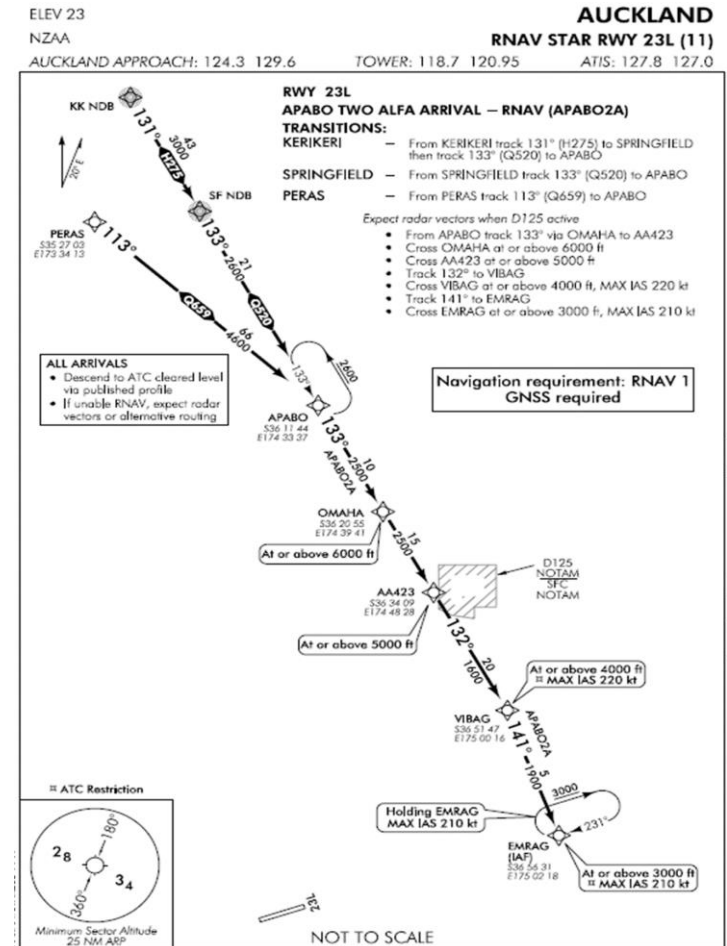 ELEV 23
AUCKLAND
NZAA
RNAV STAR RWY 23L (11)
AUCKLAND APPROACH: 124.3 129.6 TOWER: 118.7 120.95 ATIS: 127.8 127.0
RWY 23L
APABO TWO ALFA ARRIVAL – RNAV (APABO2A)
TRANSITIONS:
KERIKERI – From KERIKERI track 131° (H275) to SPRINGFIELD
then track 133° (Q520) to APABO
SPRINGFIELD – From SPRINGFIELD track 133° (Q520) to APABO
PERAS – From PERAS track 113° (Q659) to APABO
Expect radar vectors when D125 active
• From APABO track 133° via OMAHA to AA423
• Cross OMAHA at or above 6000 ft
• Cross AA423 at or above 5000 ft
• Track 132° to VIBAG
• Cross VIBAG at or above 4000 ft, MAX IAS 220 kt
• Track 141° to EMRAG
• Cross EMRAG at or above 3000 ft, MAX IAS 210 kt
KK NDB
131°
43
3000
H275
20° E
SF NDB
PERAS
S35 27 03
E173 34 13
113°
133°
21
2600
Q659
Q520
66
4600
ALL ARRIVALS
• Descend to ATC cleared level
via published profile
• If unable RNAV, expect radar
vectors or alternative routing
Navigation requirement: RNAV 1
GNSS required
133°
2600
APABO
S36 11 44
E174 33 37
133°
10
2500
APABO2A
OMAHA
S36 20 55
E174 39 41
At or above 6000 ft
15
2500
D125
NOTAM
SFC
NOTAM
AA423
S36 34 09
E174 48 28
At or above 5000 ft
132°
20
1600
At or above 4000 ft
¤ MAX IAS 220 kt
VIBAG
S36 51 47
E175 00 16
APABO2A
141°
5
1900
¤ ATC Restriction
3000
Holding EMRAG
MAX IAS 210 kt
231°
EMRAG
(IAF)
S36 56 31
E175 02 18
At or above 3000 ft
¤ MAX IAS 210 kt
180°
28
34
360°
Minimum Sector Altitude
25 NM ARP
23L
NOT TO SCALE